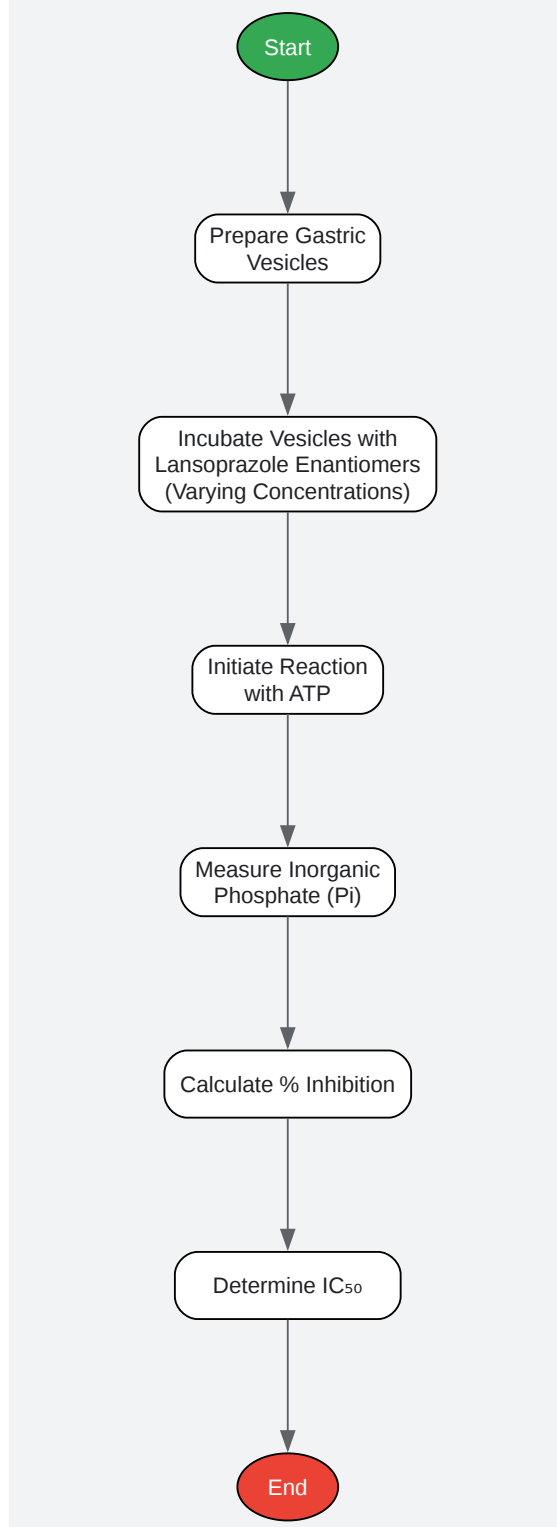 Start
Prepare Gastric
Vesicles
Incubate Vesicles with
Lansoprazole Enantiomers
(Varying Concentrations)
Initiate Reaction
with ATP
Measure Inorganic
Phosphate (Pi)
Calculate % Inhibition
Determine IC₅₀
End